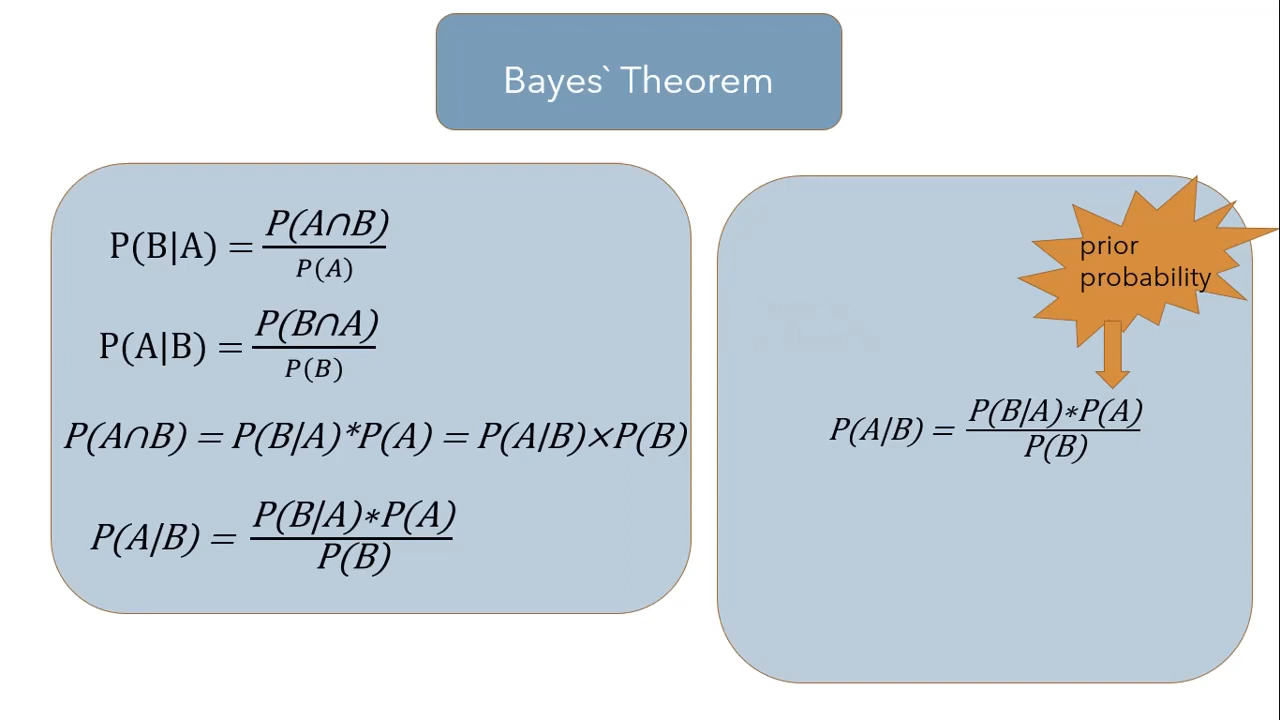 Bayes` Theorem
P(B|A) = P(A∩B) / P(A)
P(A|B) = P(B∩A) / P(B)
P(A∩B) = P(B/A)*P(A) = P(A/B)×P(B)
P(A/B) = P(B/A)∗P(A) / P(B)
prior
probability
P(A/B) = P(B/A)∗P(A) / P(B)